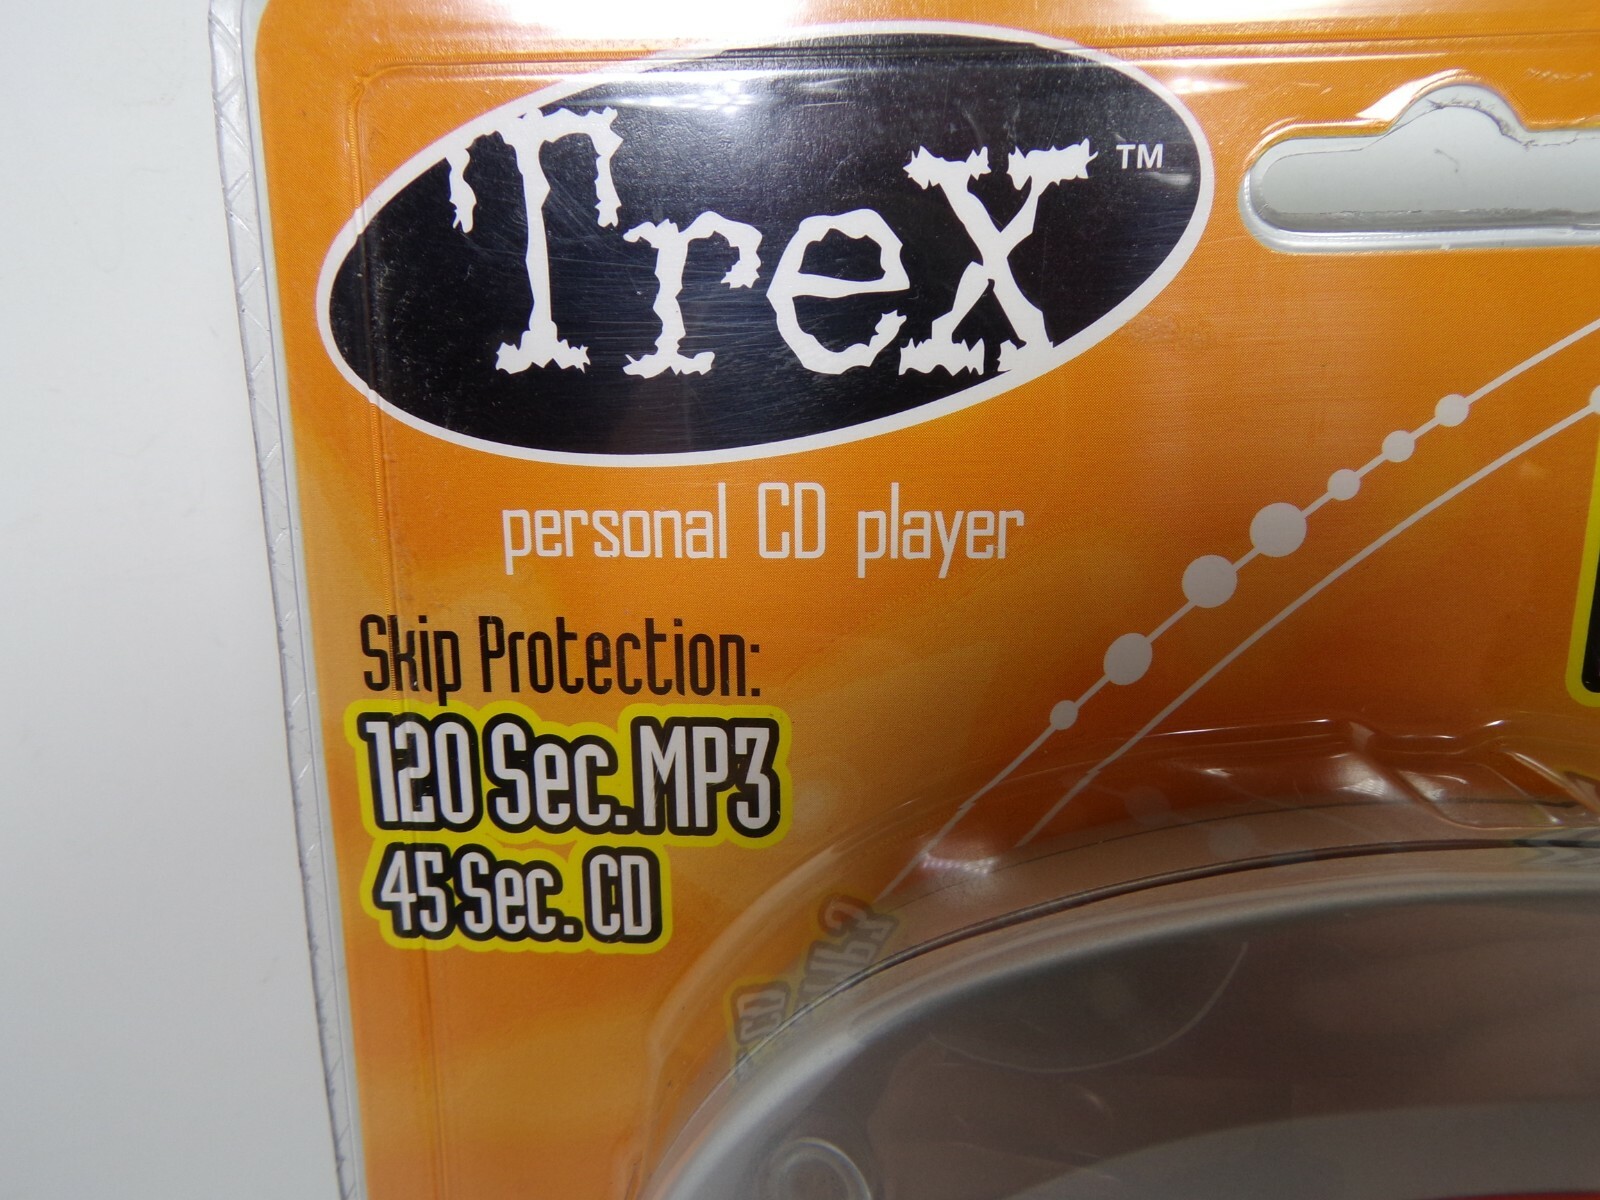 TreX™
personal CD player
Skip Protection:
120 Sec. MP3
45 Sec. CD